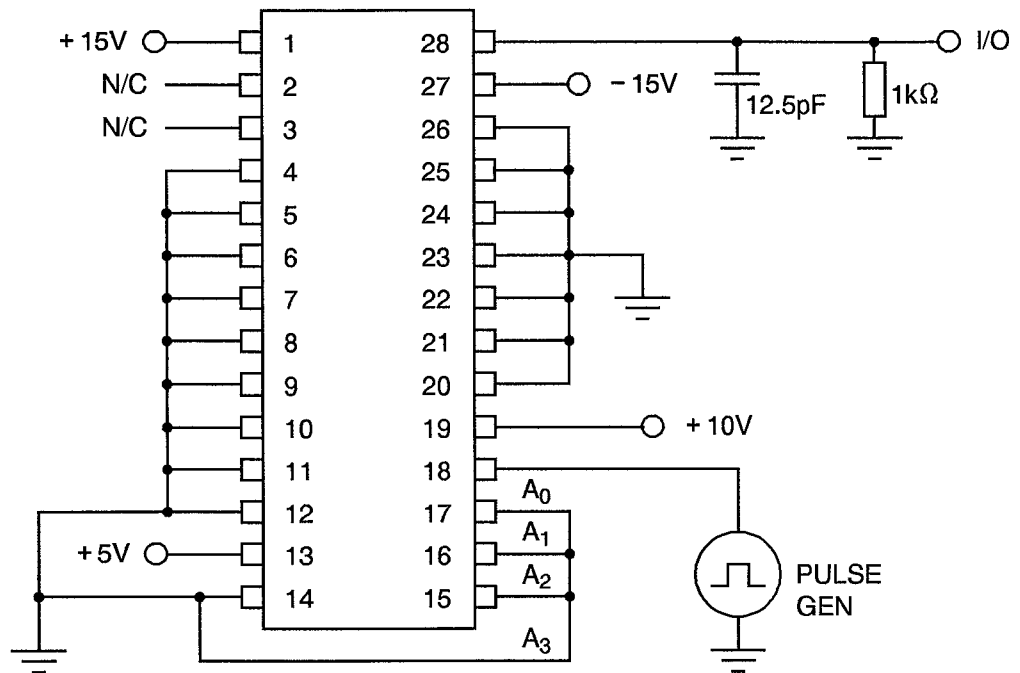 + 15V
1
28
I/O
N/C
2
27
- 15V
12.5pF
1kΩ
N/C
3
26
4
25
5
24
6
23
7
22
8
21
9
20
10
19
+ 10V
11
18
A0
12
17
A1
+ 5V
13
16
A2
PULSE
GEN
14
15
A3